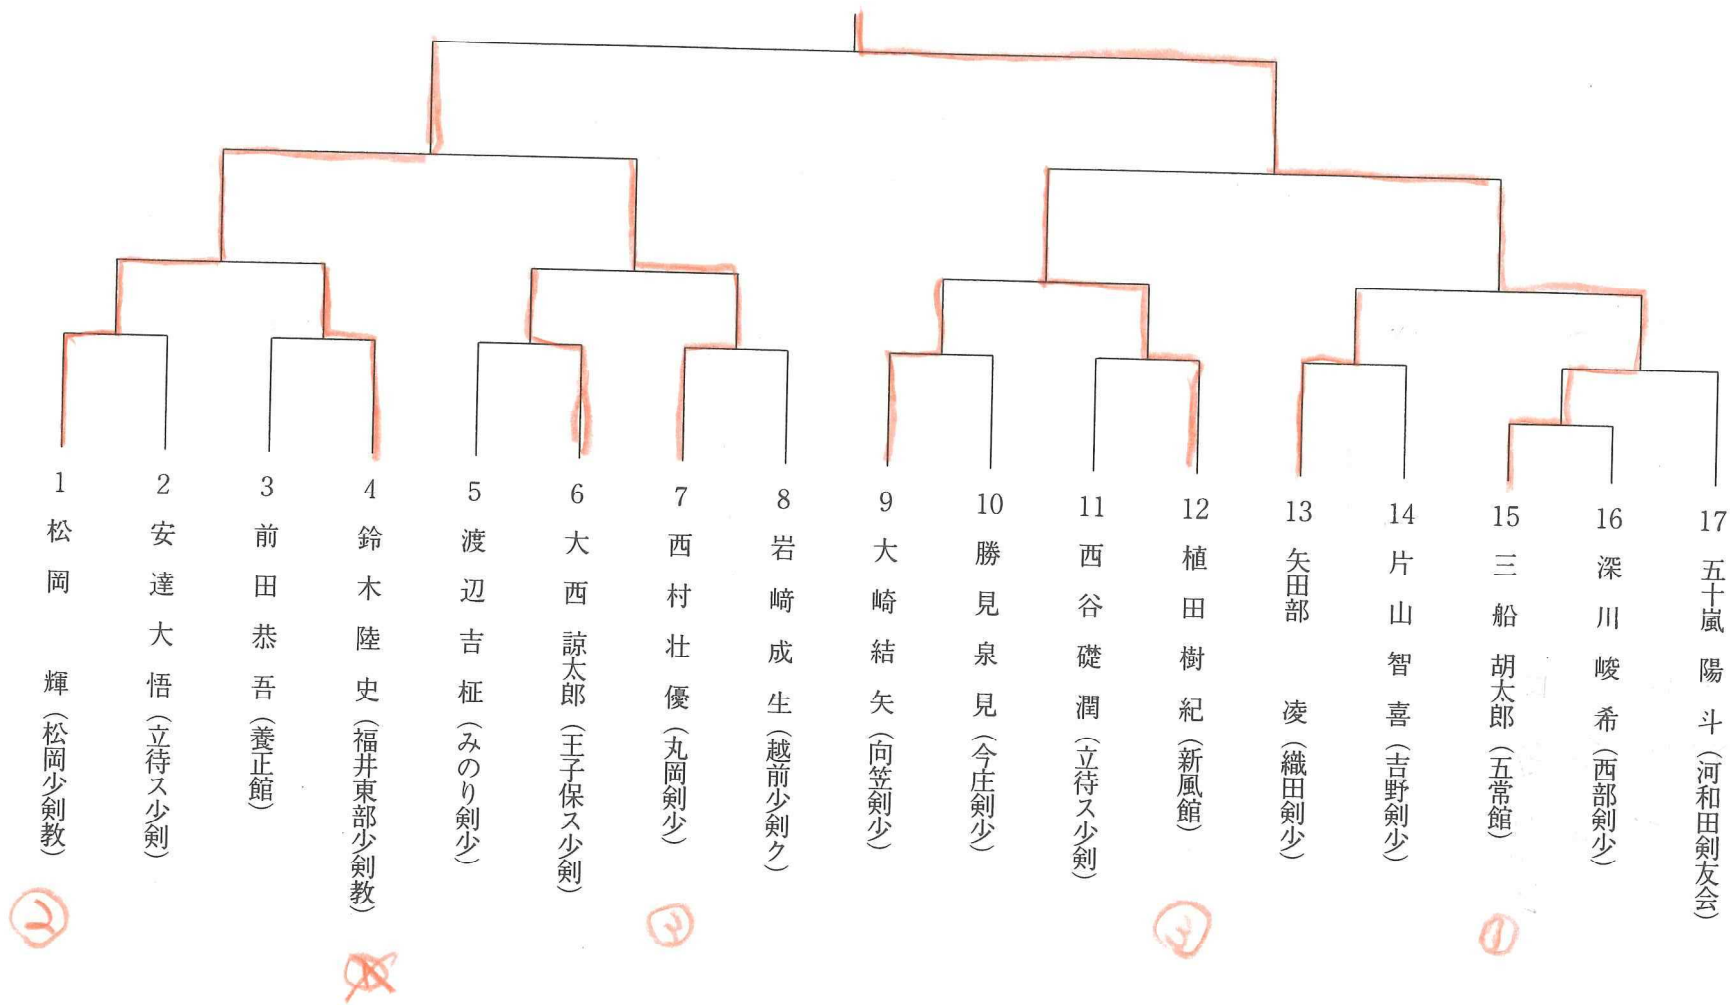 1 松岡 輝（松岡少剣教）
2 安達大悟（立待ス少剣）
3 前田恭吾（養正館）
4 鈴木陸史（福井東部少剣教）
5 渡辺吉柾（みのり剣少）
6 大西諒太郎（王子保ス少剣）
7 西村壮優（丸岡剣少）
8 岩﨑成生（越前少剣ク）
9 大崎結矢（向笠剣少）
10 勝見泉見（今庄剣少）
11 西谷礎潤（立待ス少剣）
12 植田樹紀（新風館）
13 矢田部 凌（織田剣少）
14 片山智喜（吉野剣少）
15 三船胡太郎（五常館）
16 深川峻希（西部剣少）
17 五十嵐陽斗（河和田剣友会）
② ③ ③ ①